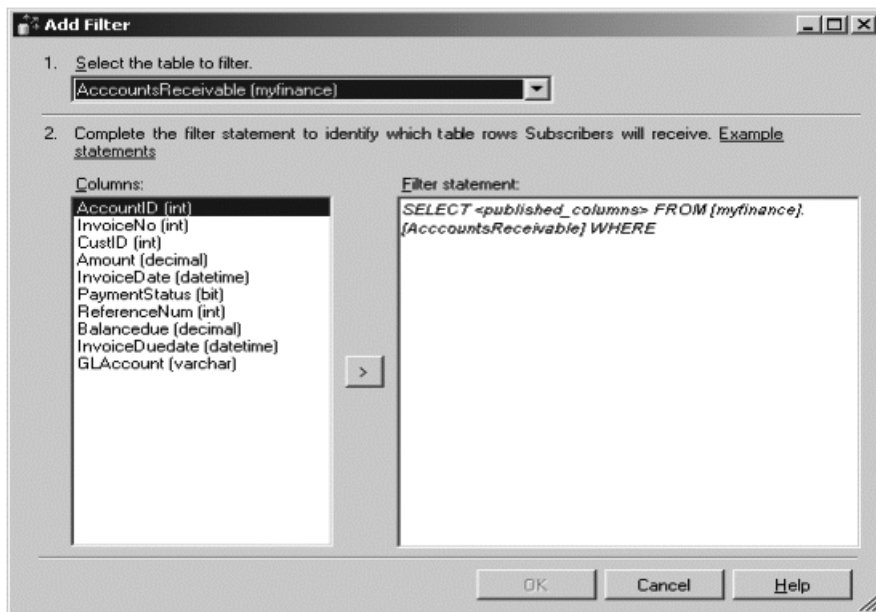 Add Filter
1. Select the table to filter.
AcccountsReceivable (myfinance)
2. Complete the filter statement to identify which table rows Subscribers will receive. Example
statements
Columns:
AccountID (int)
InvoiceNo (int)
CustID (int)
Amount (decimal)
InvoiceDate (datetime)
PaymentStatus (bit)
ReferenceNum (int)
Balancedue (decimal)
InvoiceDuedate (datetime)
GLAccount (varchar)
>
Filter statement:
SELECT <published_columns> FROM [myfinance].
[AcccountsReceivable] WHERE
OK
Cancel
Help